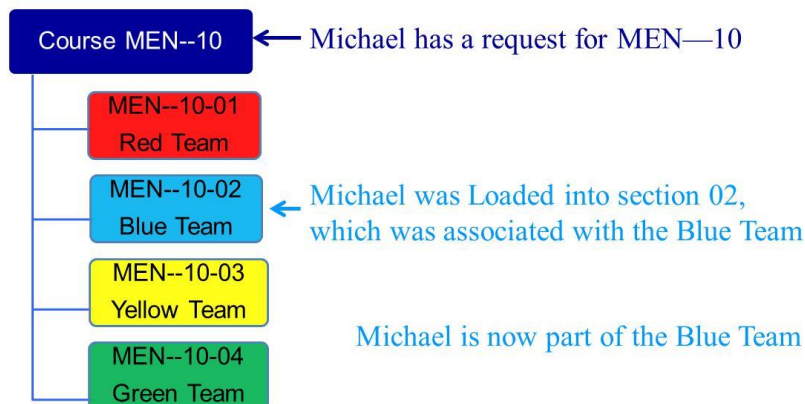 Course MEN--10
Michael has a request for MEN—10
MEN--10-01
Red Team
MEN--10-02
Blue Team
Michael was Loaded into section 02,
which was associated with the Blue Team
MEN--10-03
Yellow Team
Michael is now part of the Blue Team
MEN--10-04
Green Team